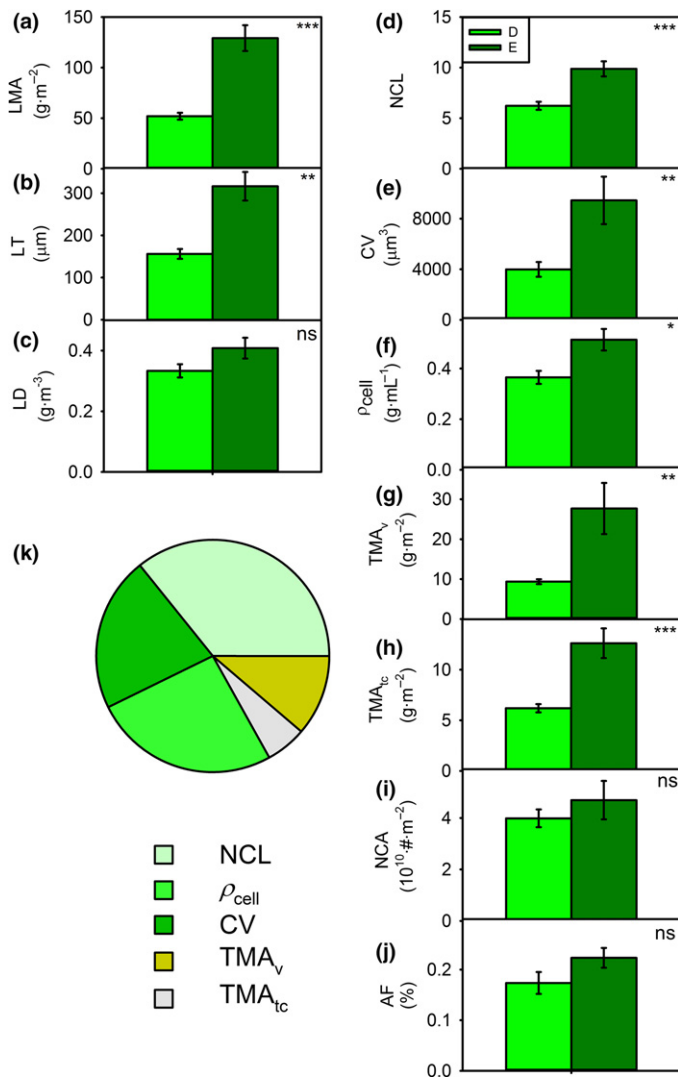 (a)
LMA
(g·m⁻²)
150
100
50
0
***
(b)
LT
(µm)
300
200
100
0
**
(c)
LD
(g·m⁻³)
0.4
0.2
0.0
ns
(d)
NCL
15
10
5
0
D
E
***
(e)
CV
(µm³)
8000
4000
0
**
(f)
ρcell
(g·mL⁻¹)
0.4
0.2
0.0
*
(g)
TMAv
(g·m⁻²)
30
20
10
0
**
(h)
TMAtc
(g·m⁻²)
10
5
0
***
(i)
NCA
(10¹⁰·#·m⁻²)
4
2
0
ns
(j)
AF
(%)
0.2
0.1
0.0
ns
(k)
NCL
ρcell
CV
TMAv
TMAtc